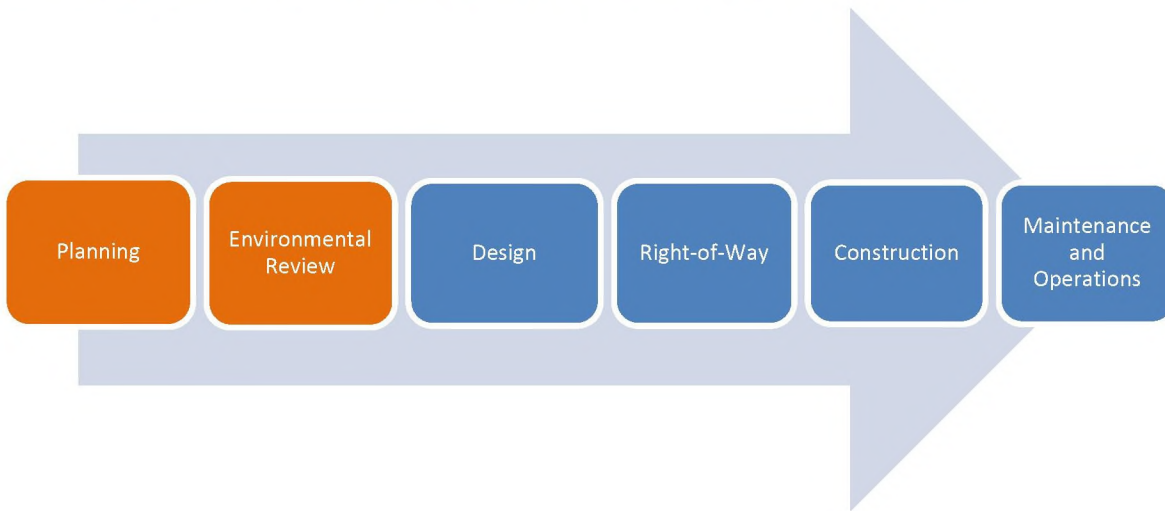 Planning
Environmental
Review
Design
Right-of-Way
Construction
Maintenance
and
Operations